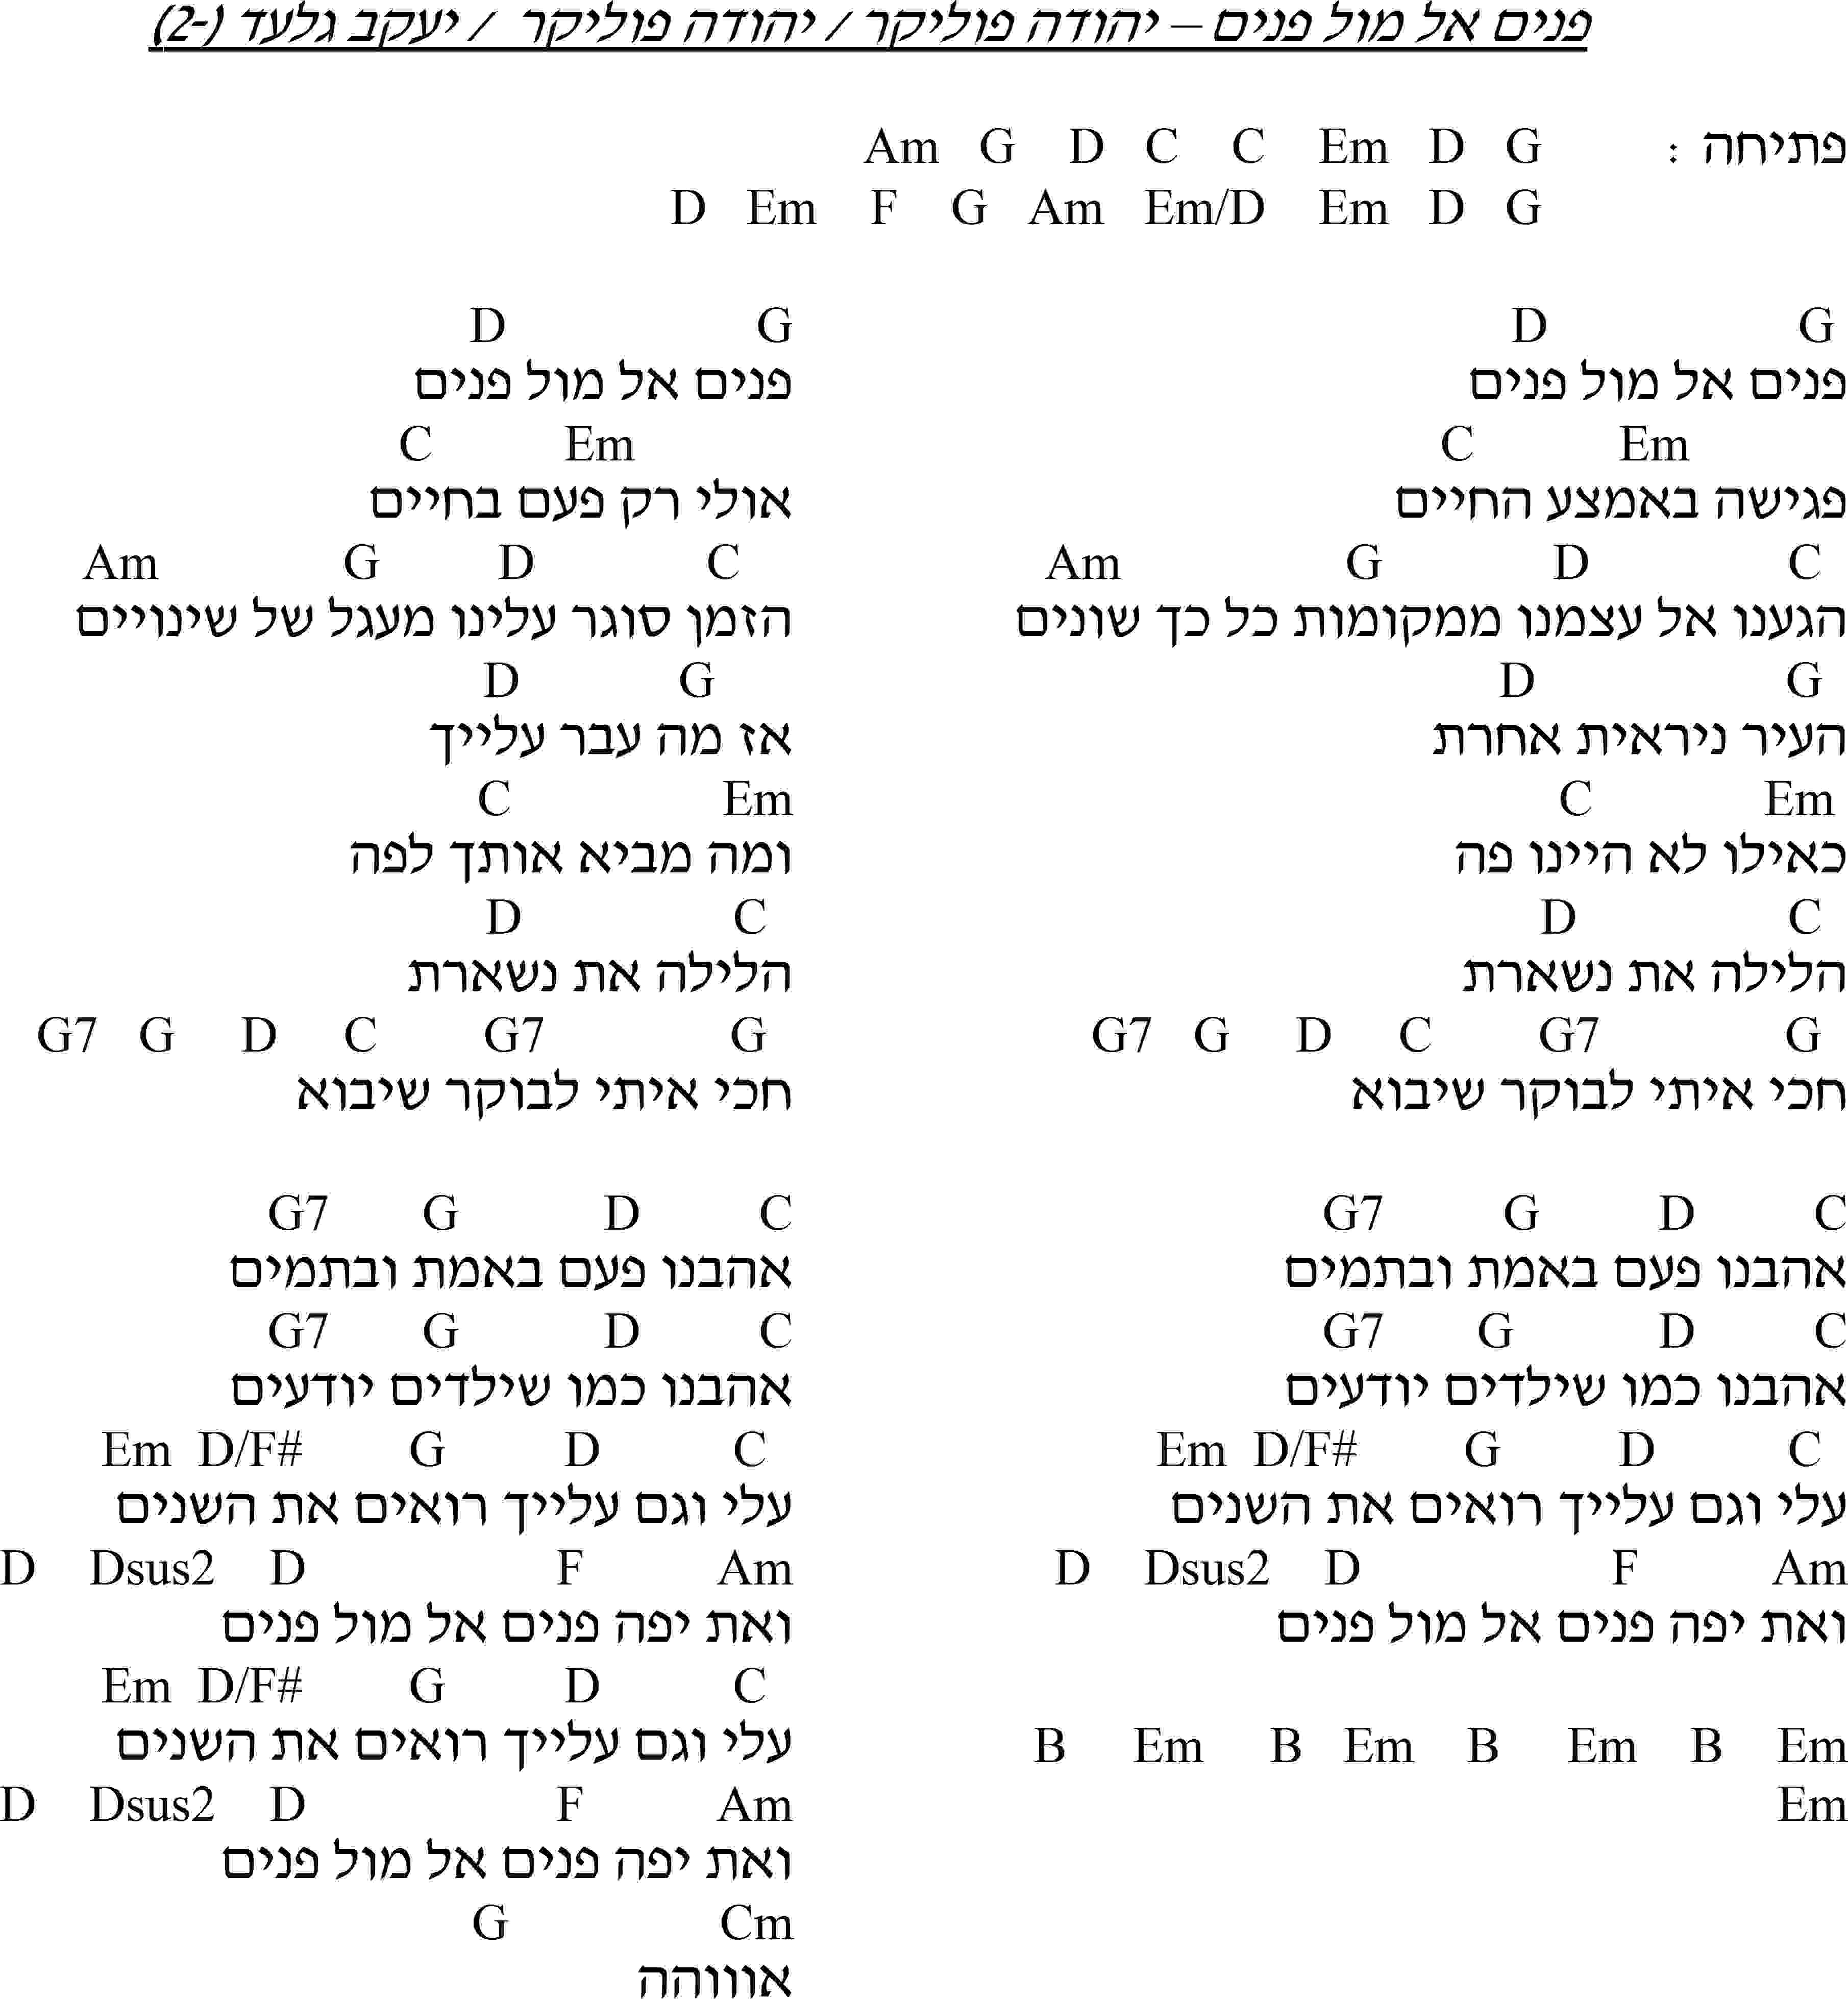 פנים אל מול פנים – יהודה פוליקר / יהודה פוליקר / יעקב גלעד (-2)
פתיחה : Am G D C C Em D G
D Em F G Am Em/D Em D G
D G
פנים אל מול פנים
C Em
פגישה באמצע החיים
Am G D C
הגענו אל עצמנו ממקומות כל כך שונים
D G
העיר ניראית אחרת
C Em
כאילו לא היינו פה
D C
הלילה את נשארת
G7 G D C G7 G
חכי איתי לבוקר שיבוא
G7 G D C
אהבנו פעם באמת ובתמים
G7 G D C
אהבנו כמו שילדים יודעים
Em D/F# G D C
עלי וגם עלייך רואים את השנים
D Dsus2 D F Am
ואת יפה פנים אל מול פנים
B Em B Em B Em B Em
Em
D G
פנים אל מול פנים
C Em
אולי רק פעם בחיים
Am G D C
הזמן סוגר עלינו מעגל של שינויים
D G
אז מה עבר עלייך
C Em
ומה מביא אותך לפה
D C
הלילה את נשארת
G7 G D C G7 G
חכי איתי לבוקר שיבוא
G7 G D C
אהבנו פעם באמת ובתמים
G7 G D C
אהבנו כמו שילדים יודעים
Em D/F# G D C
עלי וגם עלייך רואים את השנים
D Dsus2 D F Am
ואת יפה פנים אל מול פנים
Em D/F# G D C
עלי וגם עלייך רואים את השנים
D Dsus2 D F Am
ואת יפה פנים אל מול פנים
G Cm
אוווהה